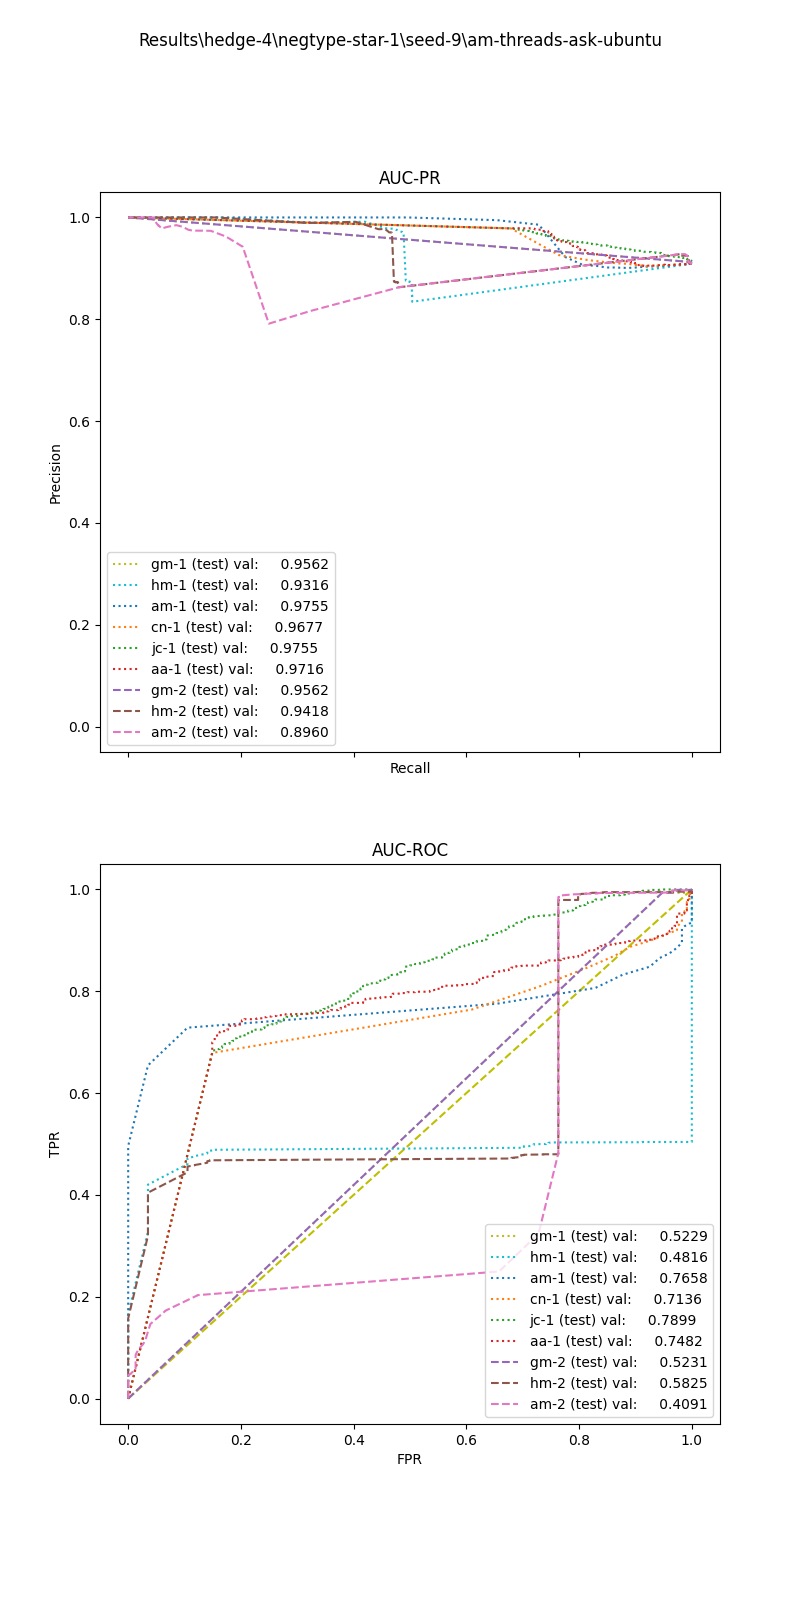 Results\hedge-4\negtype-star-1\seed-9\am-threads-ask-ubuntu
AUC-PR
1.0
0.8
0.6
0.4
0.2
0.0
Precision
gm-1 (test) val: 0.9562
hm-1 (test) val: 0.9316
am-1 (test) val: 0.9755
cn-1 (test) val: 0.9677
jc-1 (test) val: 0.9755
aa-1 (test) val: 0.9716
gm-2 (test) val: 0.9562
hm-2 (test) val: 0.9418
am-2 (test) val: 0.8960
Recall
AUC-ROC
1.0
0.8
0.6
0.4
0.2
0.0
TPR
gm-1 (test) val: 0.5229
hm-1 (test) val: 0.4816
am-1 (test) val: 0.7658
cn-1 (test) val: 0.7136
jc-1 (test) val: 0.7899
aa-1 (test) val: 0.7482
gm-2 (test) val: 0.5231
hm-2 (test) val: 0.5825
am-2 (test) val: 0.4091
0.0 0.2 0.4 0.6 0.8 1.0
FPR